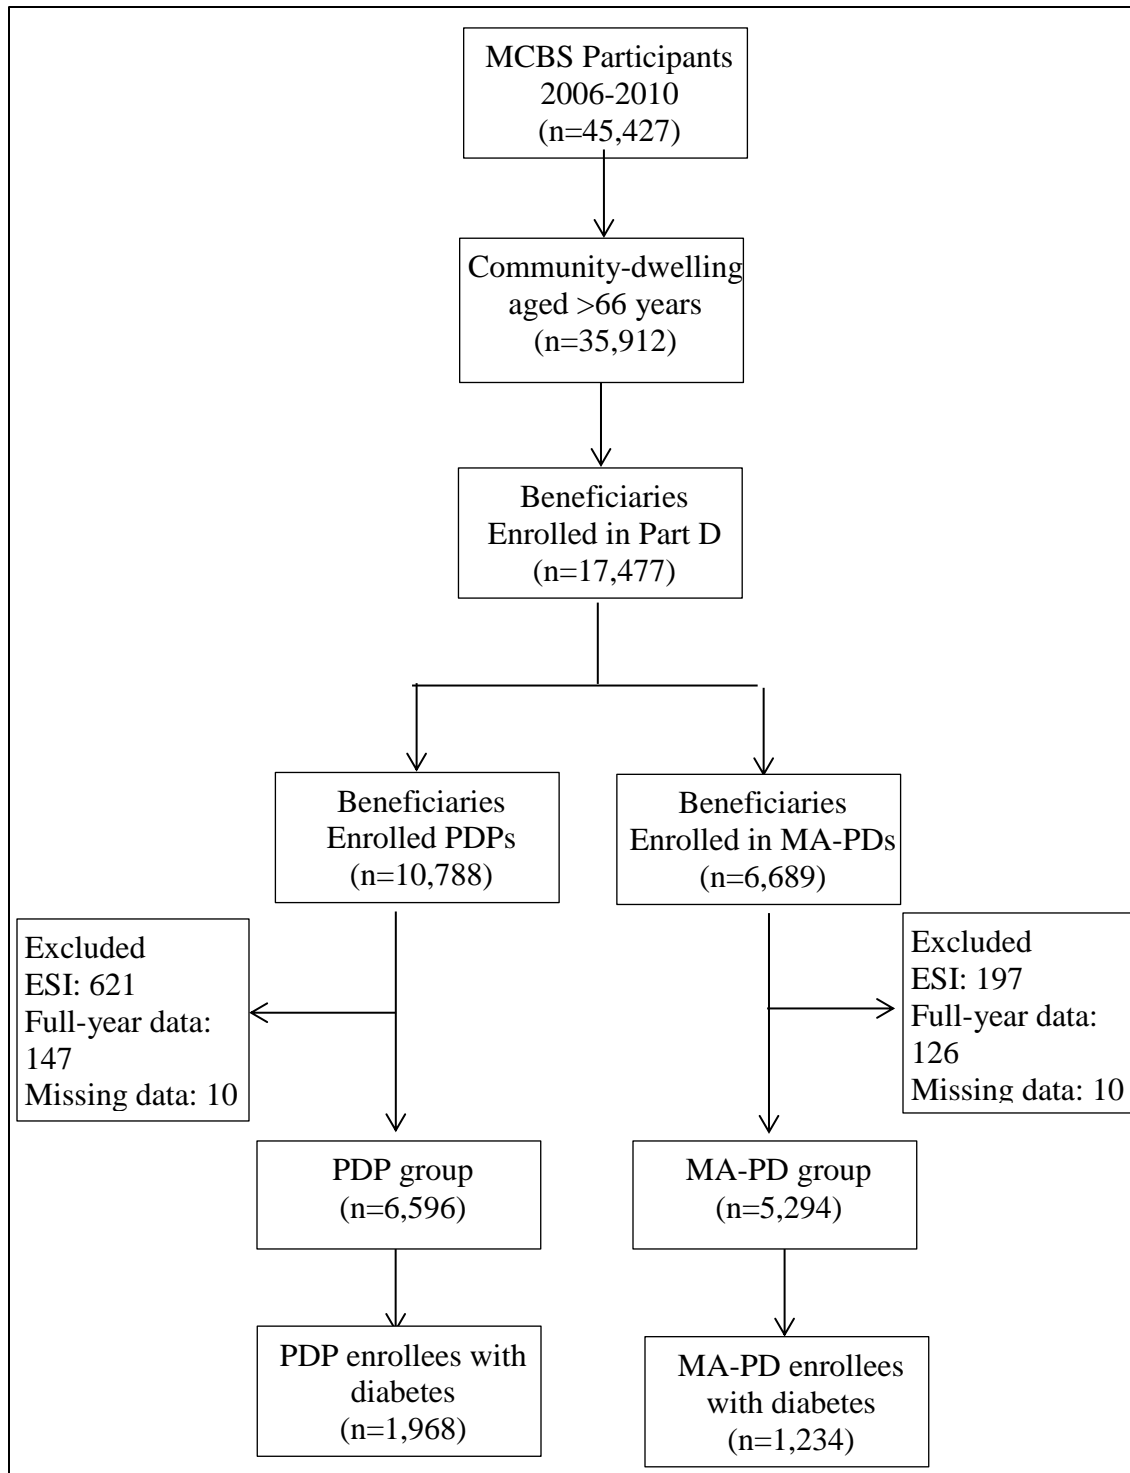 MCBS Participants
2006-2010
(n=45,427)
Community-dwelling
aged >66 years
(n=35,912)
Beneficiaries
Enrolled in Part D
(n=17,477)
Beneficiaries
Enrolled PDPs
(n=10,788)
Beneficiaries
Enrolled in MA-PDs
(n=6,689)
Excluded
ESI: 621
Full-year data:
147
Missing data: 10
Excluded
ESI: 197
Full-year data:
126
Missing data: 10
PDP group
(n=6,596)
MA-PD group
(n=5,294)
PDP enrollees with
diabetes
(n=1,968)
MA-PD enrollees
with diabetes
(n=1,234)